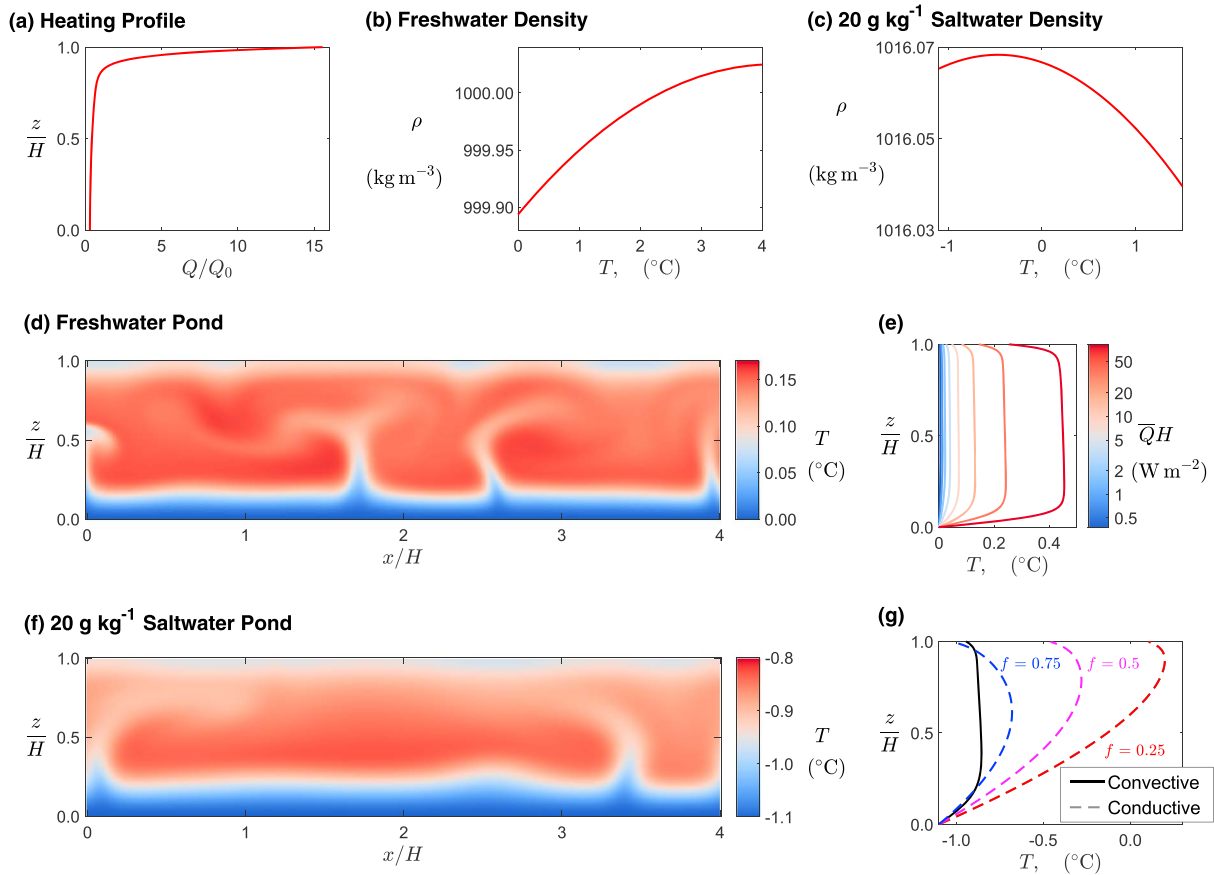 (a) Heating Profile
z
H
1.0
0.5
0.0
0 5 10 15
Q/Q₀
(b) Freshwater Density
ρ
(kg m⁻³)
1000.00
999.95
999.90
0 1 2 3 4
T, (°C)
(c) 20 g kg⁻¹ Saltwater Density
ρ
(kg m⁻³)
1016.07
1016.05
1016.03
-1 0 1
T, (°C)
(d) Freshwater Pond
z
H
1.0
0.5
0.0
0 1 2 3 4
x/H
0.15
0.10
0.05
0.00
T
(°C)
(e)
z
H
1.0
0.5
0.0
0 0.2 0.4
T, (°C)
50
20
10
5
2
1
0.5
Q̅H
(W m⁻²)
(f) 20 g kg⁻¹ Saltwater Pond
z
H
1.0
0.5
0.0
0 1 2 3 4
x/H
-0.8
-0.9
-1.0
-1.1
T
(°C)
(g)
z
H
1.0
0.5
0.0
f = 0.75
f = 0.5
f = 0.25
Convective
Conductive
-1.0 -0.5 0.0
T, (°C)